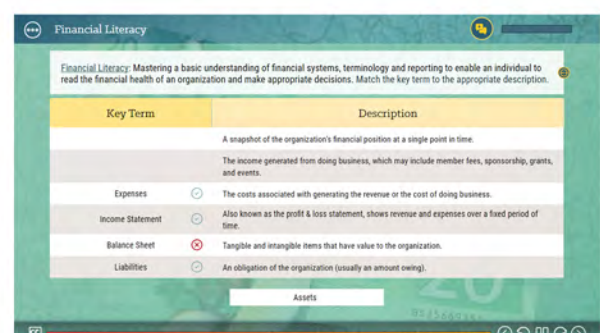 Financial Literacy
Financial Literacy: Mastering a basic understanding of financial systems, terminology and reporting to enable an individual to
read the financial health of an organization and make appropriate decisions. Match the key term to the appropriate description.
Key Term Description
A snapshot of the organization's financial position at a single point in time.
The income generated from doing business, which may include member fees, sponsorship, grants,
and events.
Expenses The costs associated with generating the revenue or the cost of doing business.
Income Statement Also known as the profit & loss statement, shows revenue and expenses over a fixed period of
time.
Balance Sheet Tangible and intangible items that have value to the organization.
Liabilities An obligation of the organization (usually an amount owing).
Assets
20